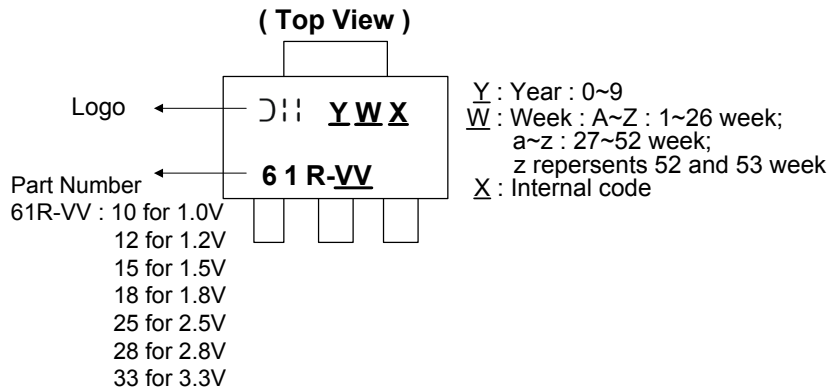 ( Top View )
Logo
Y W X
Y : Year : 0~9
W : Week : A~Z : 1~26 week;
a~z : 27~52 week;
z repersents 52 and 53 week
X : Internal code
6 1 R-VV
Part Number
61R-VV : 10 for 1.0V
12 for 1.2V
15 for 1.5V
18 for 1.8V
25 for 2.5V
28 for 2.8V
33 for 3.3V